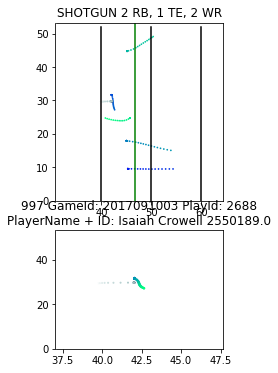 SHOTGUN 2 RB, 1 TE, 2 WR
50
40
30
20
10
0
40 50 60
997 GameId: 2017091003 PlayId: 2688
PlayerName + ID: Isaiah Crowell 2550189.0
40
20
0
37.5 40.0 42.5 45.0 47.5